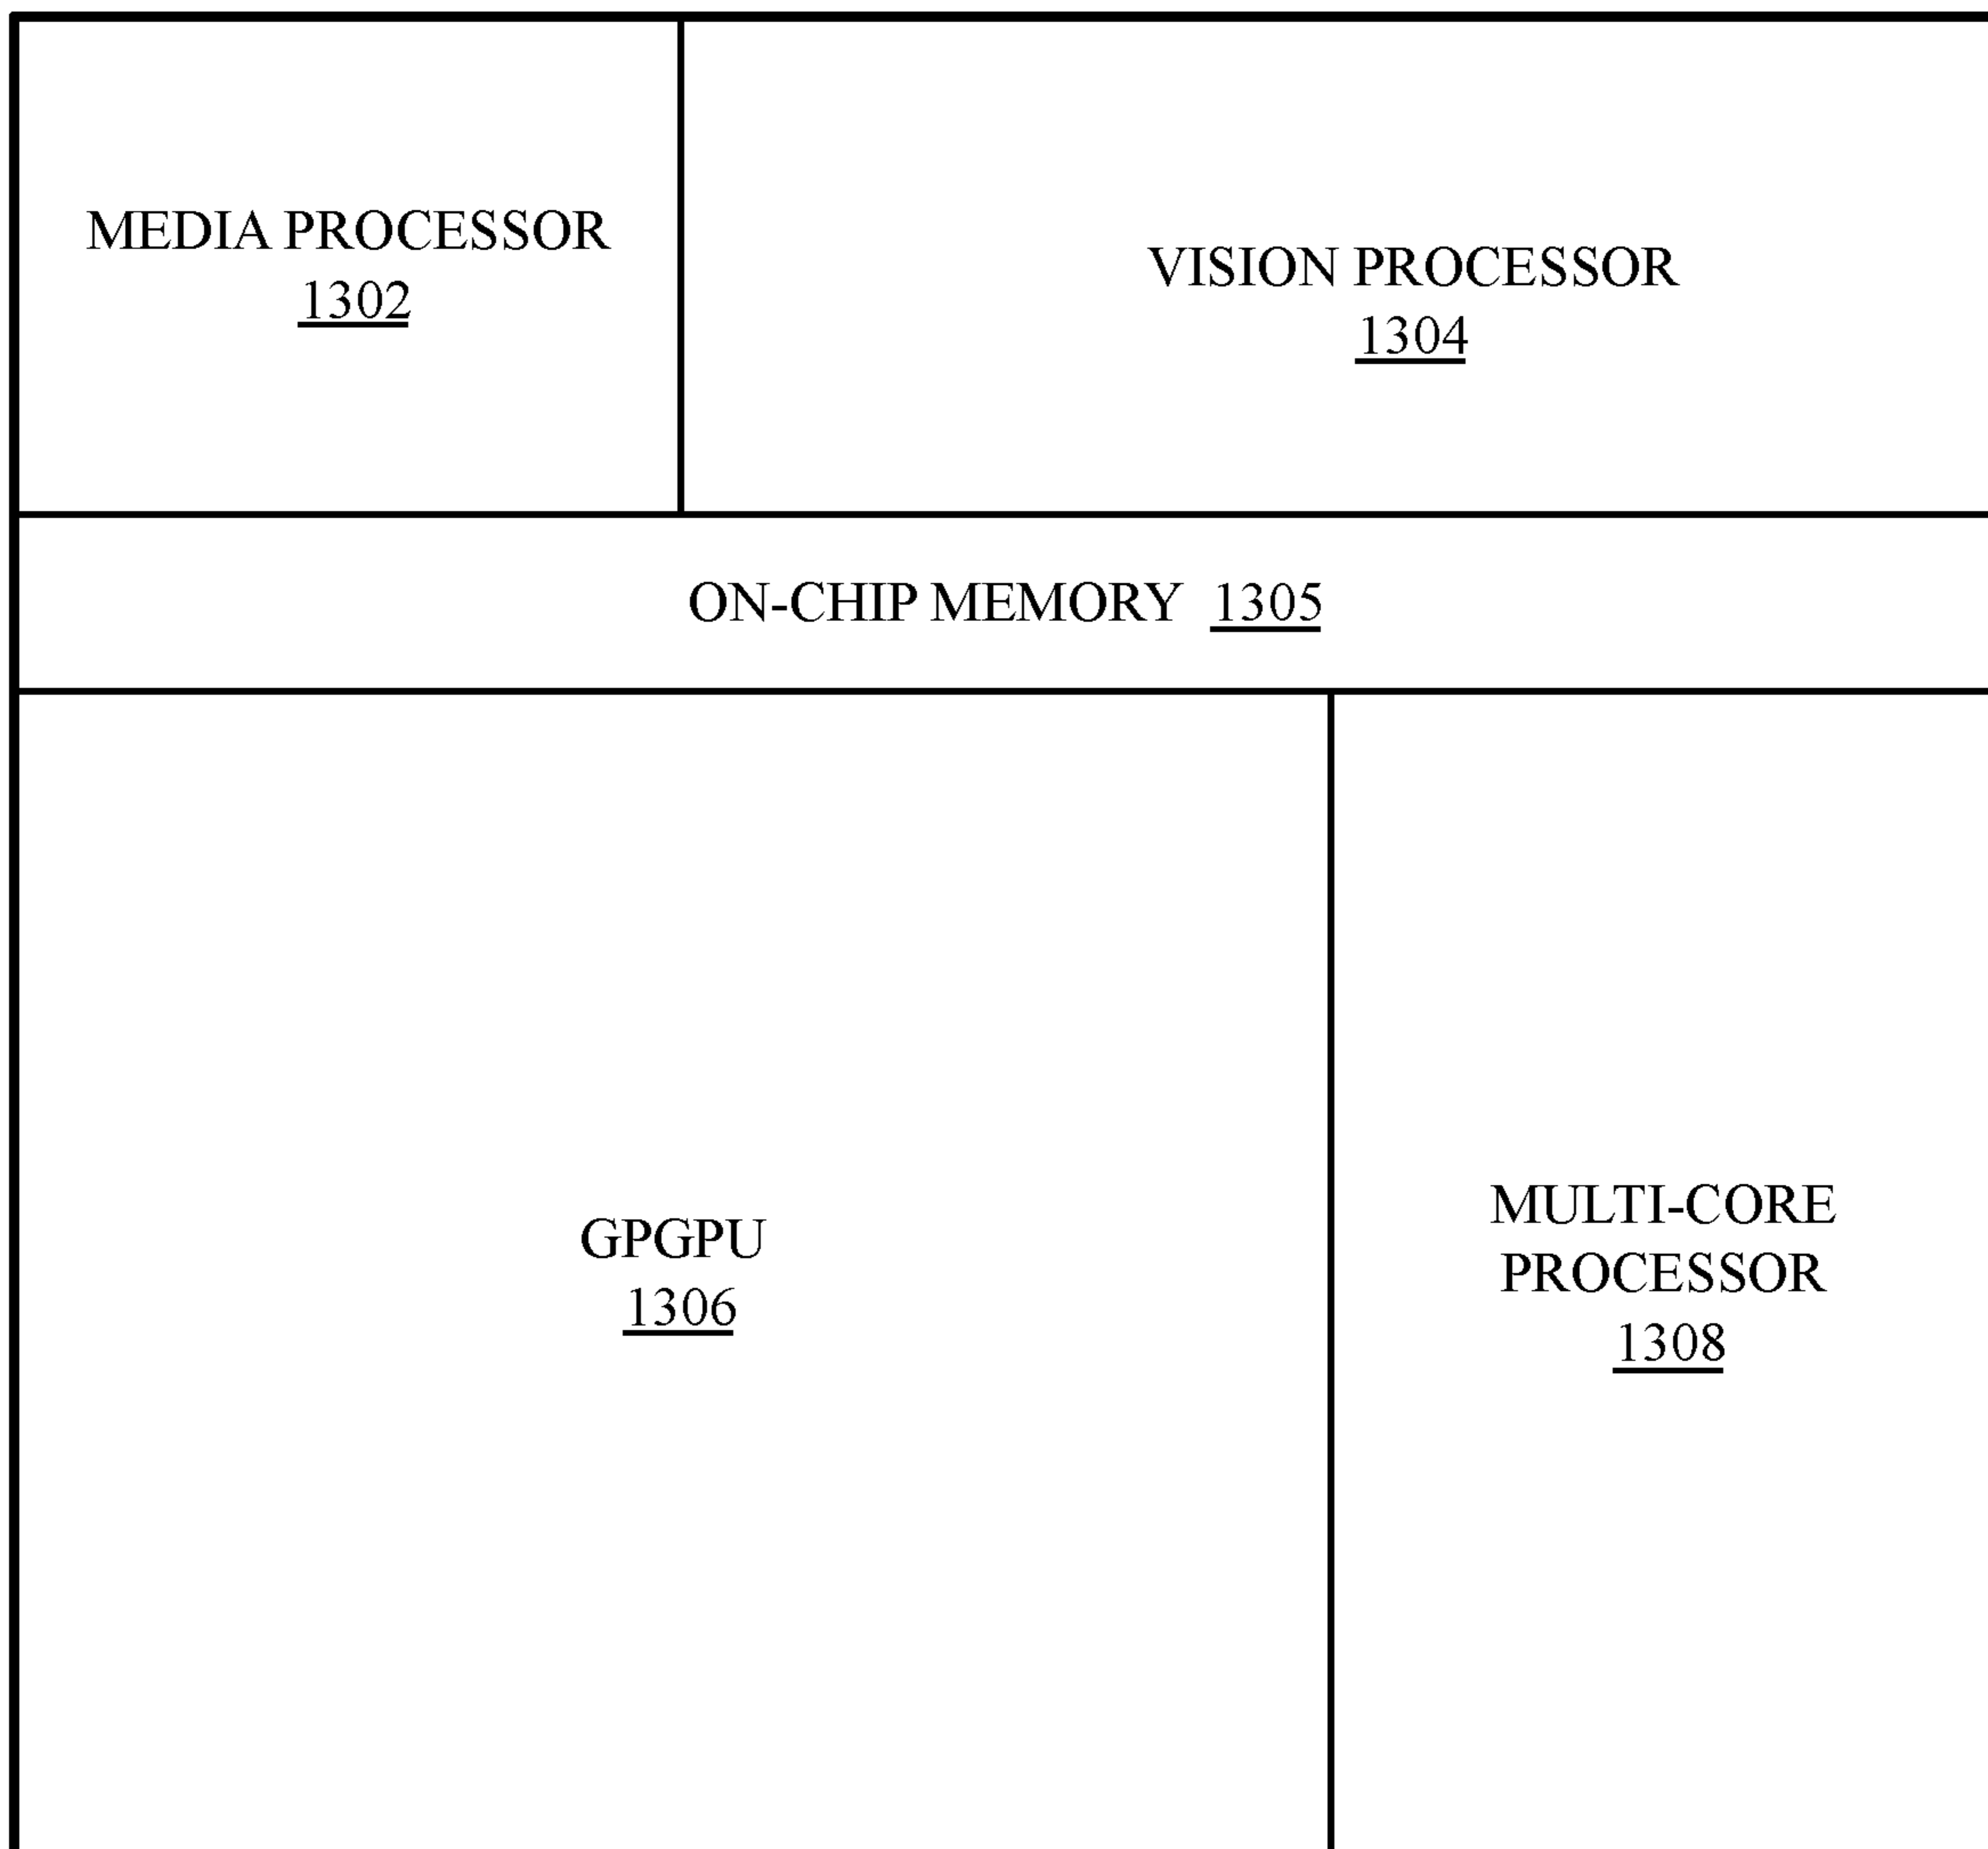 MEDIA PROCESSOR
1302
VISION PROCESSOR
1304
ON-CHIP MEMORY 1305
GPGPU
1306
MULTI-CORE
PROCESSOR
1308